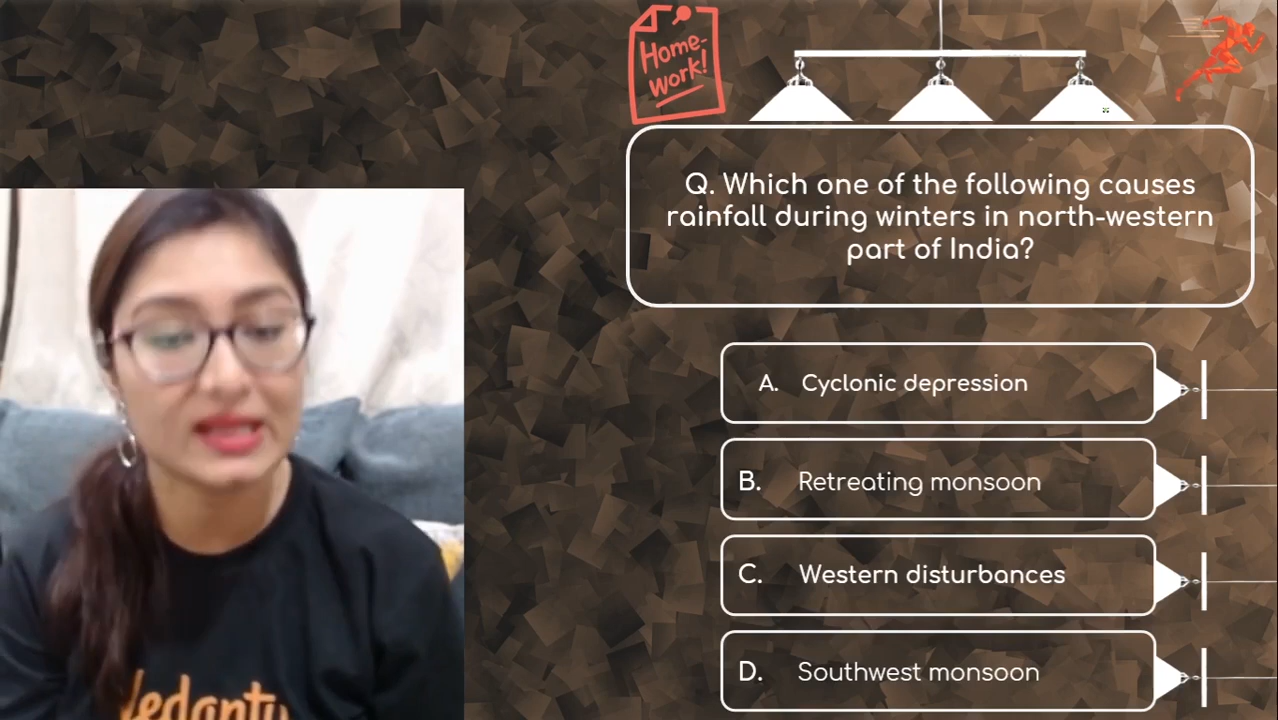 Home-
work!
Q. Which one of the following causes
rainfall during winters in north-western
part of India?
A. Cyclonic depression
B. Retreating monsoon
C. Western disturbances
D. Southwest monsoon
Vedantu